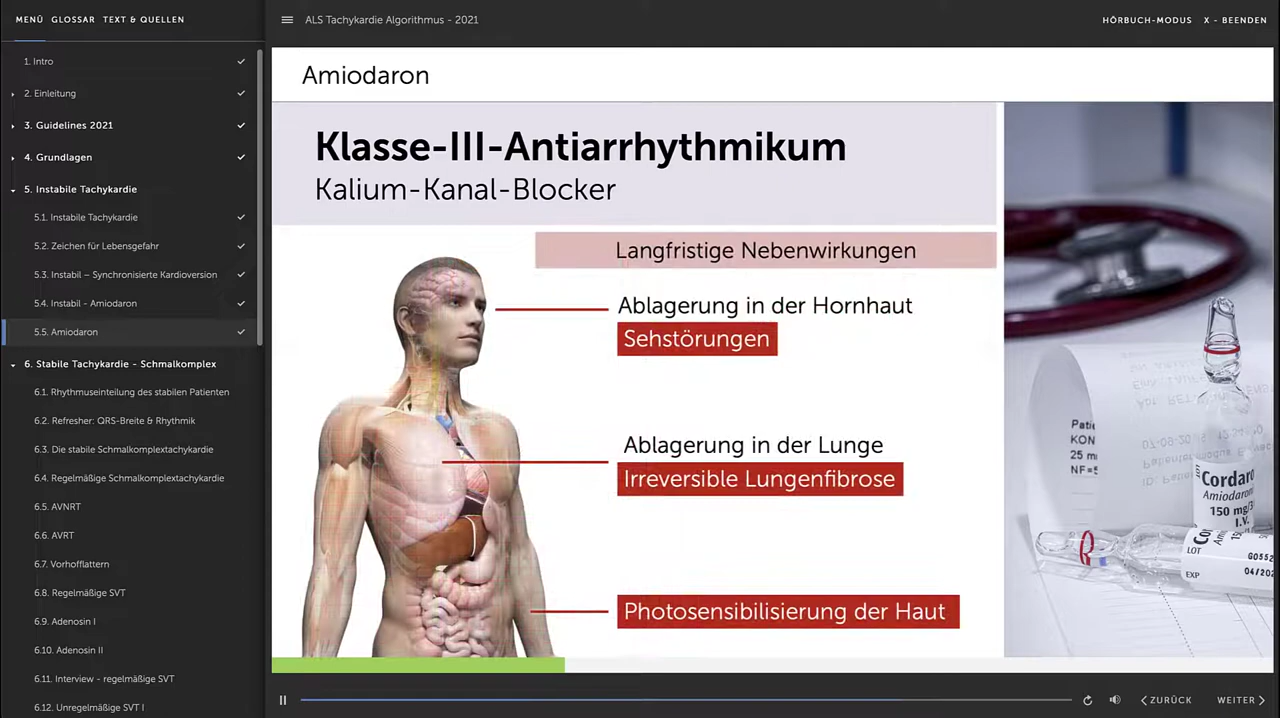 MENÜ GLOSSAR TEXT & QUELLEN
ALS Tachykardie Algorithmus - 2021
HÖRBUCH-MODUS X - BEENDEN
1. Intro
2. Einleitung
3. Guidelines 2021
4. Grundlagen
5. Instabile Tachykardie
5.1. Instabile Tachykardie
5.2. Zeichen für Lebensgefahr
5.3. Instabil – Synchronisierte Kardioversion
5.4. Instabil - Amiodaron
5.5. Amiodaron
6. Stabile Tachykardie - Schmalkomplex
6.1. Rhythmuseinteilung des stabilen Patienten
6.2. Refresher: QRS-Breite & Rhythmik
6.3. Die stabile Schmalkomplextachykardie
6.4. Regelmäßige Schmalkomplextachykardie
6.5. AVNRT
6.6. AVRT
6.7. Vorhofflattern
6.8. Regelmäßige SVT
6.9. Adenosin I
6.10. Adenosin II
6.11. Interview - regelmäßige SVT
6.12. Unregelmäßige SVT I
Amiodaron
Klasse-III-Antiarrhythmikum
Kalium-Kanal-Blocker
Langfristige Nebenwirkungen
Ablagerung in der Hornhaut
Sehstörungen
Ablagerung in der Lunge
Irreversible Lungenfibrose
Photosensibilisierung der Haut
Patie
KON
25 m
NF=
Cordaro
Amiodaron
150 mg/3
I.V.
LOT
EXP
04/202
ZURÜCK
WEITER